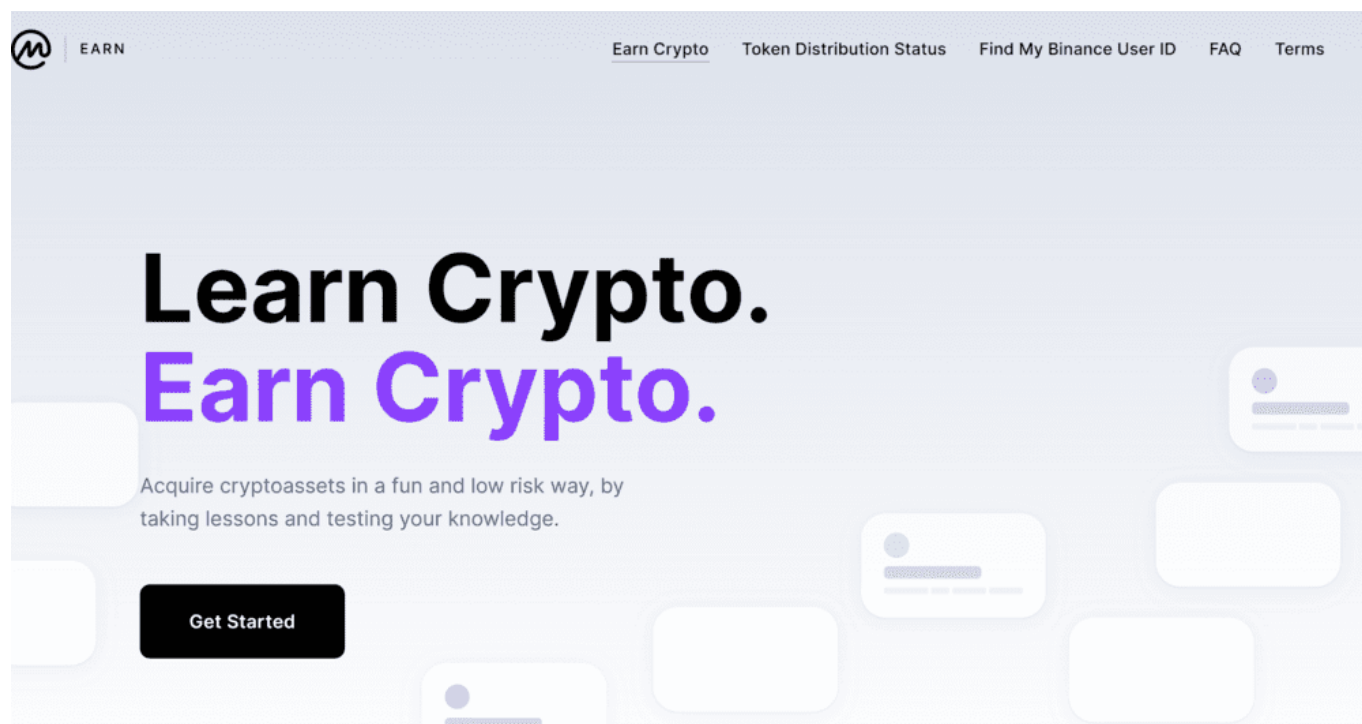 EARN
Earn Crypto
Token Distribution Status
Find My Binance User ID
FAQ
Terms
Learn Crypto.
Earn Crypto.
Acquire cryptoassets in a fun and low risk way, by
taking lessons and testing your knowledge.
Get Started